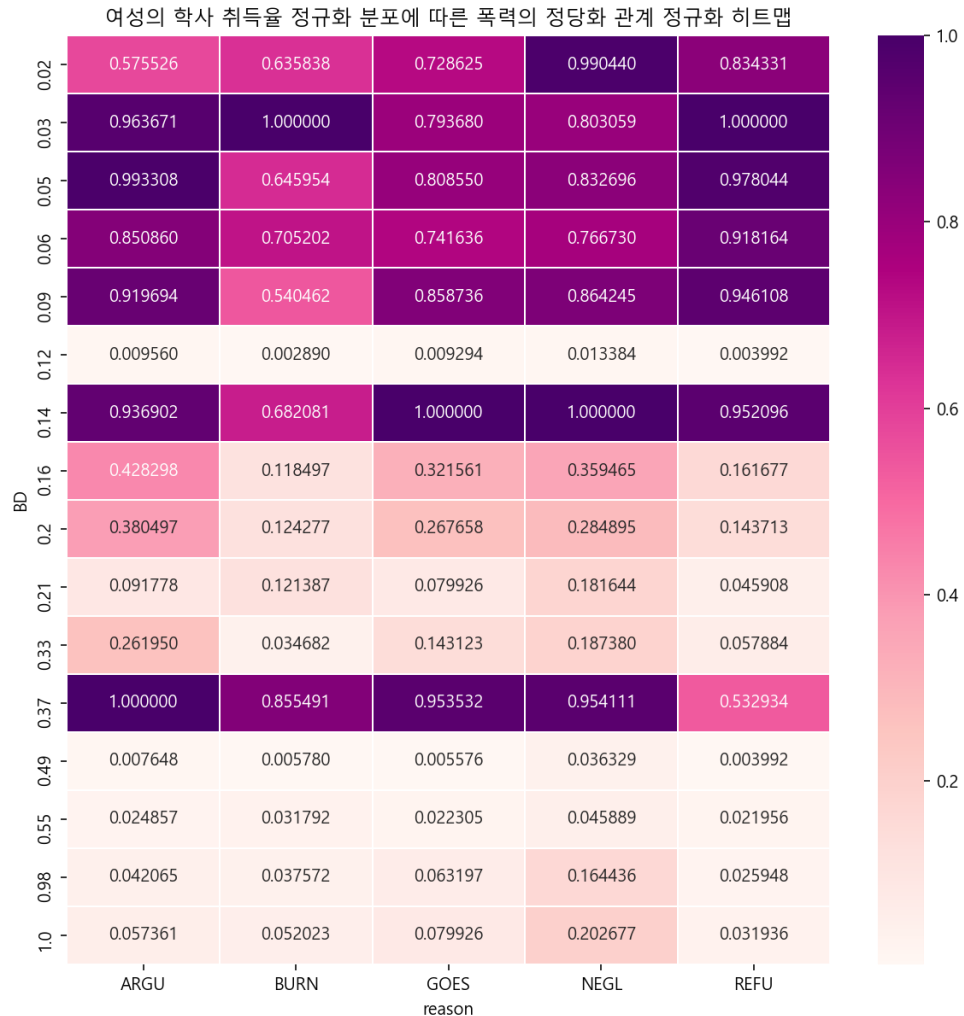 여성의 학사 취득율 정규화 분포에 따른 폭력의 정당화 관계 정규화 히트맵
0.02 0.575526 0.635838 0.728625 0.990440 0.834331
0.03 0.963671 1.000000 0.793680 0.803059 1.000000
0.05 0.993308 0.645954 0.808550 0.832696 0.978044
0.06 0.850860 0.705202 0.741636 0.766730 0.918164
0.09 0.919694 0.540462 0.858736 0.864245 0.946108
0.12 0.009560 0.002890 0.009294 0.013384 0.003992
0.14 0.936902 0.682081 1.000000 1.000000 0.952096
0.16 0.428298 0.118497 0.321561 0.359465 0.161677
0.2 0.380497 0.124277 0.267658 0.284895 0.143713
0.21 0.091778 0.121387 0.079926 0.181644 0.045908
0.33 0.261950 0.034682 0.143123 0.187380 0.057884
0.37 1.000000 0.855491 0.953532 0.954111 0.532934
0.49 0.007648 0.005780 0.005576 0.036329 0.003992
0.55 0.024857 0.031792 0.022305 0.045889 0.021956
0.98 0.042065 0.037572 0.063197 0.164436 0.025948
1.0 0.057361 0.052023 0.079926 0.202677 0.031936
BD
ARGU BURN GOES NEGL REFU
reason
1.0
0.8
0.6
0.4
0.2